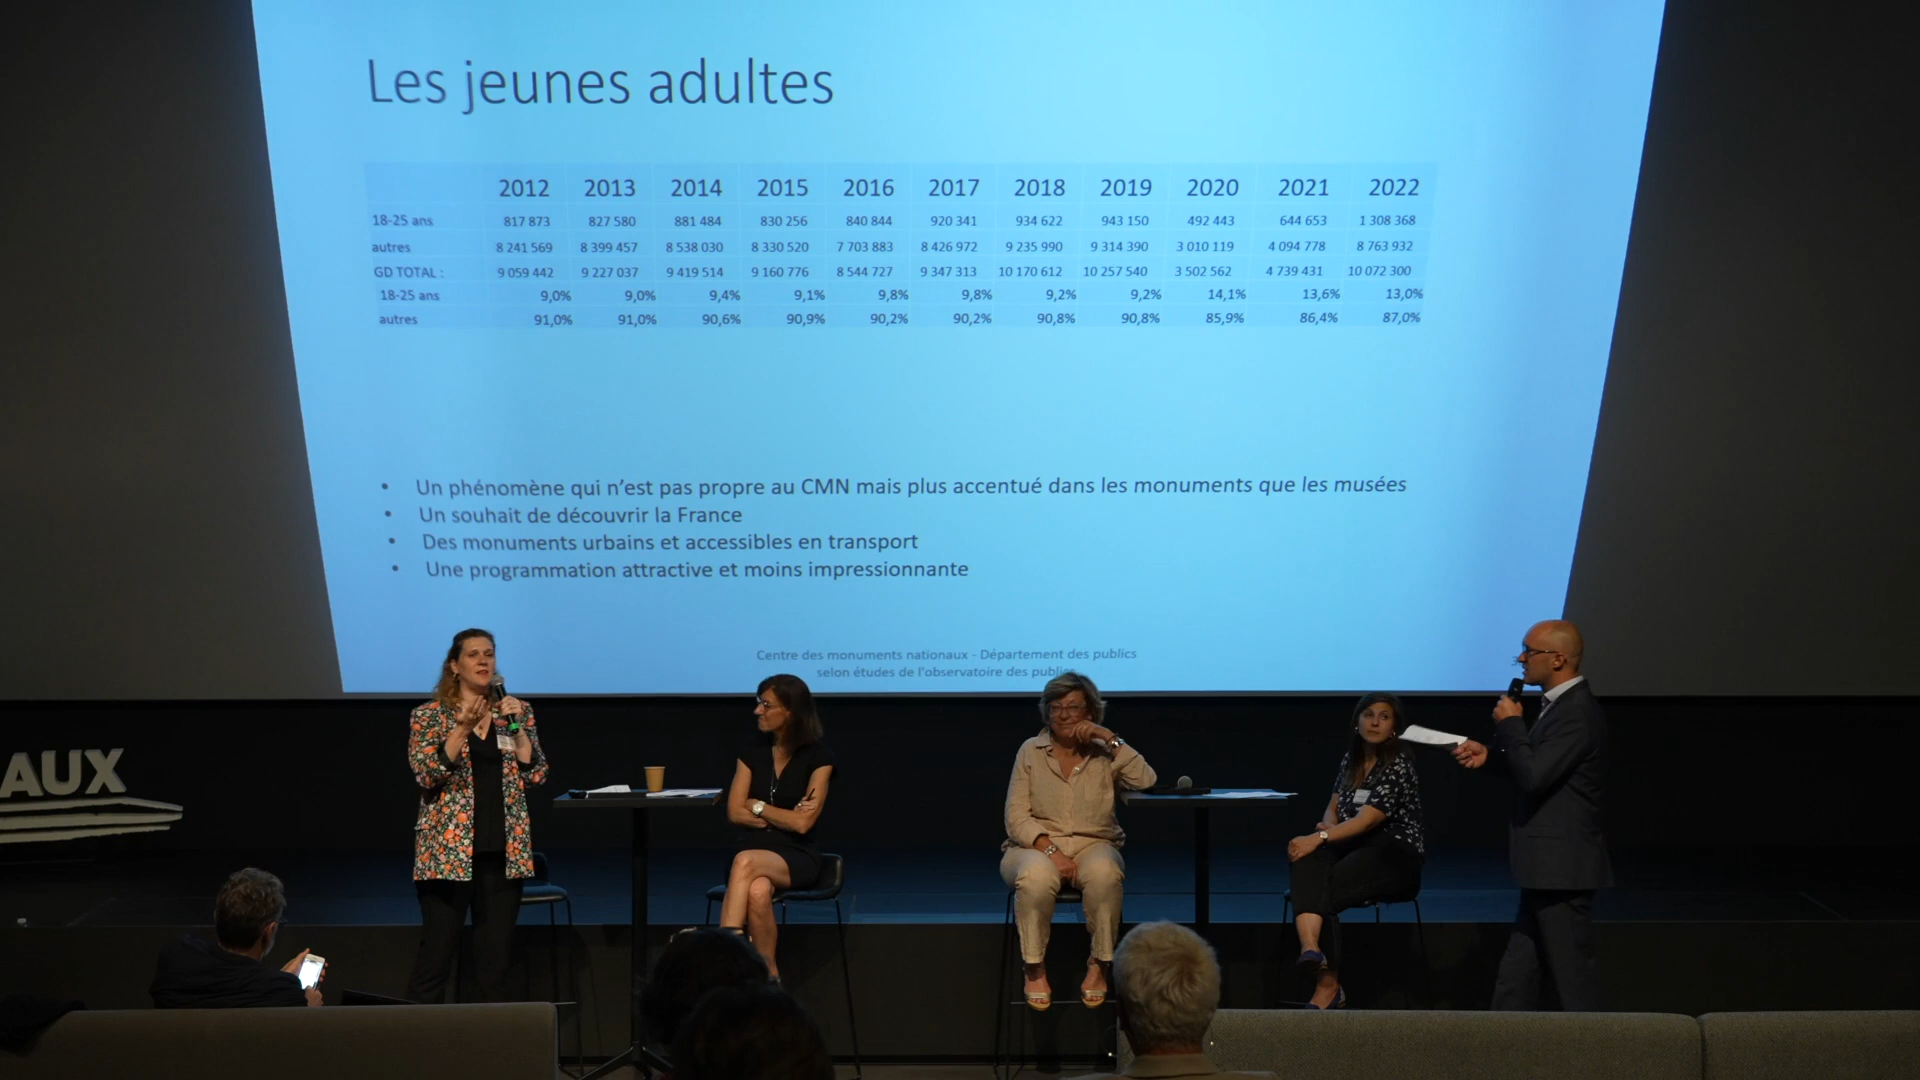 Les jeunes adultes
2012 2013 2014 2015 2016 2017 2018 2019 2020 2021 2022
18-25 ans 817 873 827 580 881 484 830 256 840 844 920 341 934 622 943 150 492 443 644 653 1 308 368
autres 8 241 569 8 399 457 8 538 030 8 330 520 7 703 883 8 426 972 9 235 990 9 314 390 3 010 119 4 094 778 8 763 932
GD TOTAL : 9 059 442 9 227 037 9 419 514 9 160 776 8 544 727 9 347 313 10 170 612 10 257 540 3 502 562 4 739 431 10 072 300
18-25 ans 9,0% 9,0% 9,4% 9,1% 9,8% 9,8% 9,2% 9,2% 14,1% 13,6% 13,0%
autres 91,0% 91,0% 90,6% 90,9% 90,2% 90,2% 90,8% 90,8% 85,9% 86,4% 87,0%
• Un phénomène qui n'est pas propre au CMN mais plus accentué dans les monuments que les musées
• Un souhait de découvrir la France
• Des monuments urbains et accessibles en transport
• Une programmation attractive et moins impressionnante
Centre des monuments nationaux - Département des publics
selon études de l'observatoire des publics
AUX